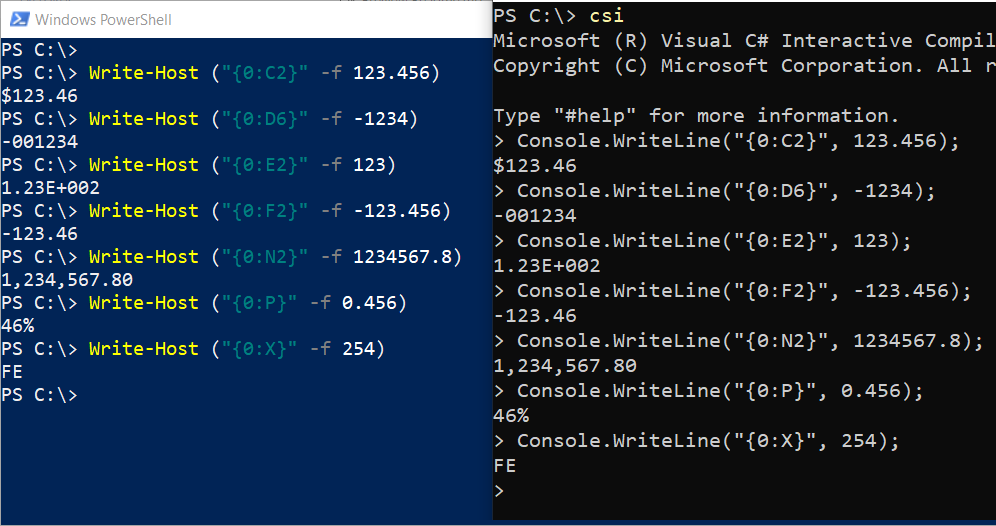 Windows PowerShell
PS C:\>
PS C:\> Write-Host ("{0:C2}" -f 123.456)
$123.46
PS C:\> Write-Host ("{0:D6}" -f -1234)
-001234
PS C:\> Write-Host ("{0:E2}" -f 123)
1.23E+002
PS C:\> Write-Host ("{0:F2}" -f -123.456)
-123.46
PS C:\> Write-Host ("{0:N2}" -f 1234567.8)
1,234,567.80
PS C:\> Write-Host ("{0:P}" -f 0.456)
46%
PS C:\> Write-Host ("{0:X}" -f 254)
FE
PS C:\>
PS C:\> csi
Microsoft (R) Visual C# Interactive Compil
Copyright (C) Microsoft Corporation. All r
Type "#help" for more information.
> Console.WriteLine("{0:C2}", 123.456);
$123.46
> Console.WriteLine("{0:D6}", -1234);
-001234
> Console.WriteLine("{0:E2}", 123);
1.23E+002
> Console.WriteLine("{0:F2}", -123.456);
-123.46
> Console.WriteLine("{0:N2}", 1234567.8);
1,234,567.80
> Console.WriteLine("{0:P}", 0.456);
46%
> Console.WriteLine("{0:X}", 254);
FE
>